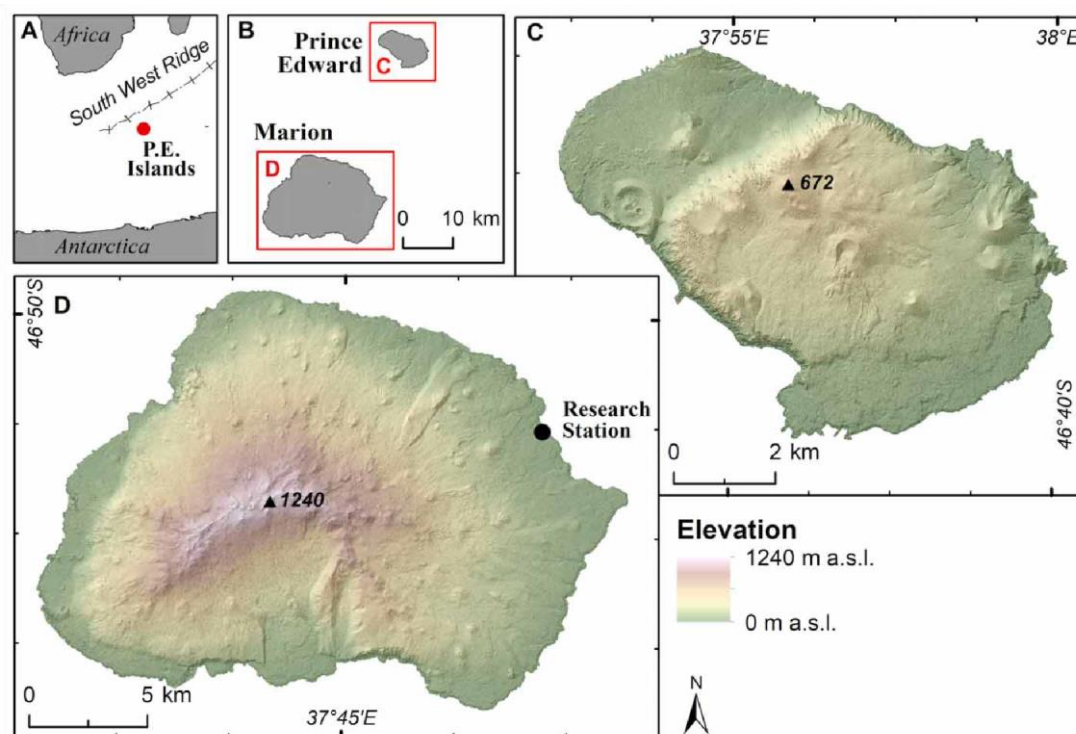 A
Africa
South West Ridge
P.E.
Islands
Antarctica
B
Prince
Edward
C
Marion
D
0 10 km
C
37°55'E
38°E
672
46°40'S
0 2 km
D
46°50'S
Research
Station
1240
0 5 km
37°45'E
Elevation
1240 m a.s.l.
0 m a.s.l.
N